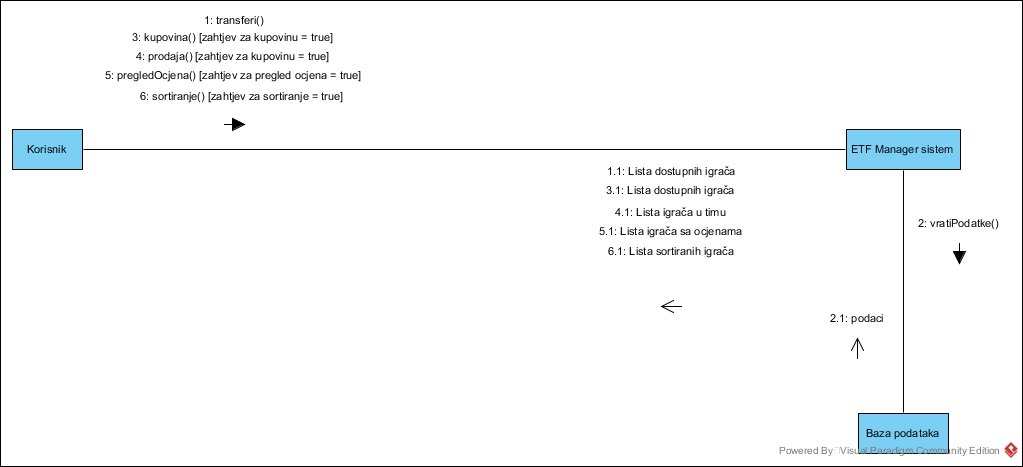 1: transferi()
3: kupovina() [zahtjev za kupovinu = true]
4: prodaja() [zahtjev za kupovinu = true]
5: pregledOcjena() [zahtjev za pregled ocjena = true]
6: sortiranje() [zahtjev za sortiranje = true]
Korisnik
ETF Manager sistem
1.1: Lista dostupnih igrača
3.1: Lista dostupnih igrača
4.1: Lista igrača u timu
5.1: Lista igrača sa ocjenama
6.1: Lista sortiranih igrača
2: vratiPodatke()
2.1: podaci
Baza podataka
Powered By Visual Paradigm Community Edition